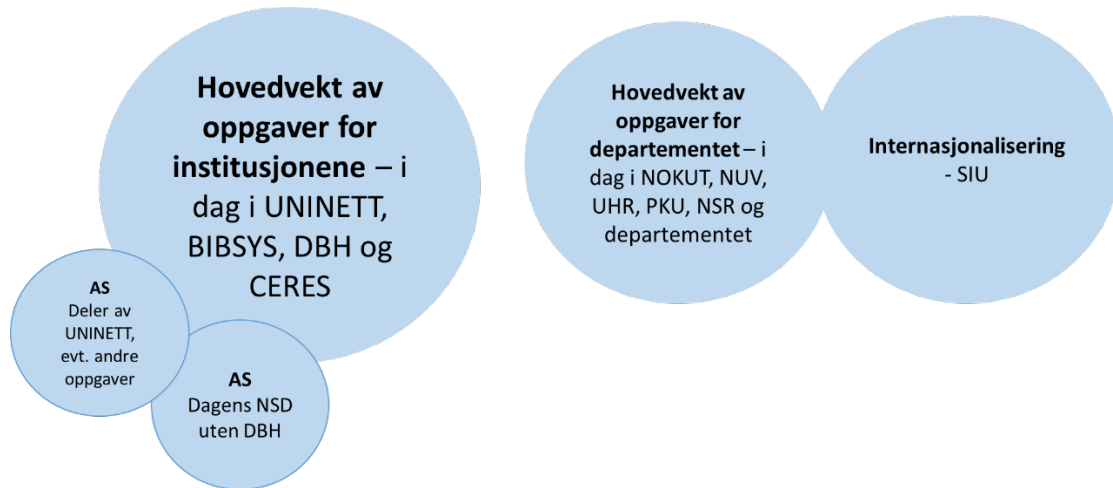 Hovedvekt av
oppgaver for
institusjonene – i
dag i UNINETT,
BIBSYS, DBH og
CERES
AS
Deler av
UNINETT,
evt. andre
oppgaver
AS
Dagens NSD
uten DBH
Hovedvekt av
oppgaver for
departementet – i
dag i NOKUT, NUV,
UHR, PKU, NSR og
departementet
Internasjonalisering
- SIU